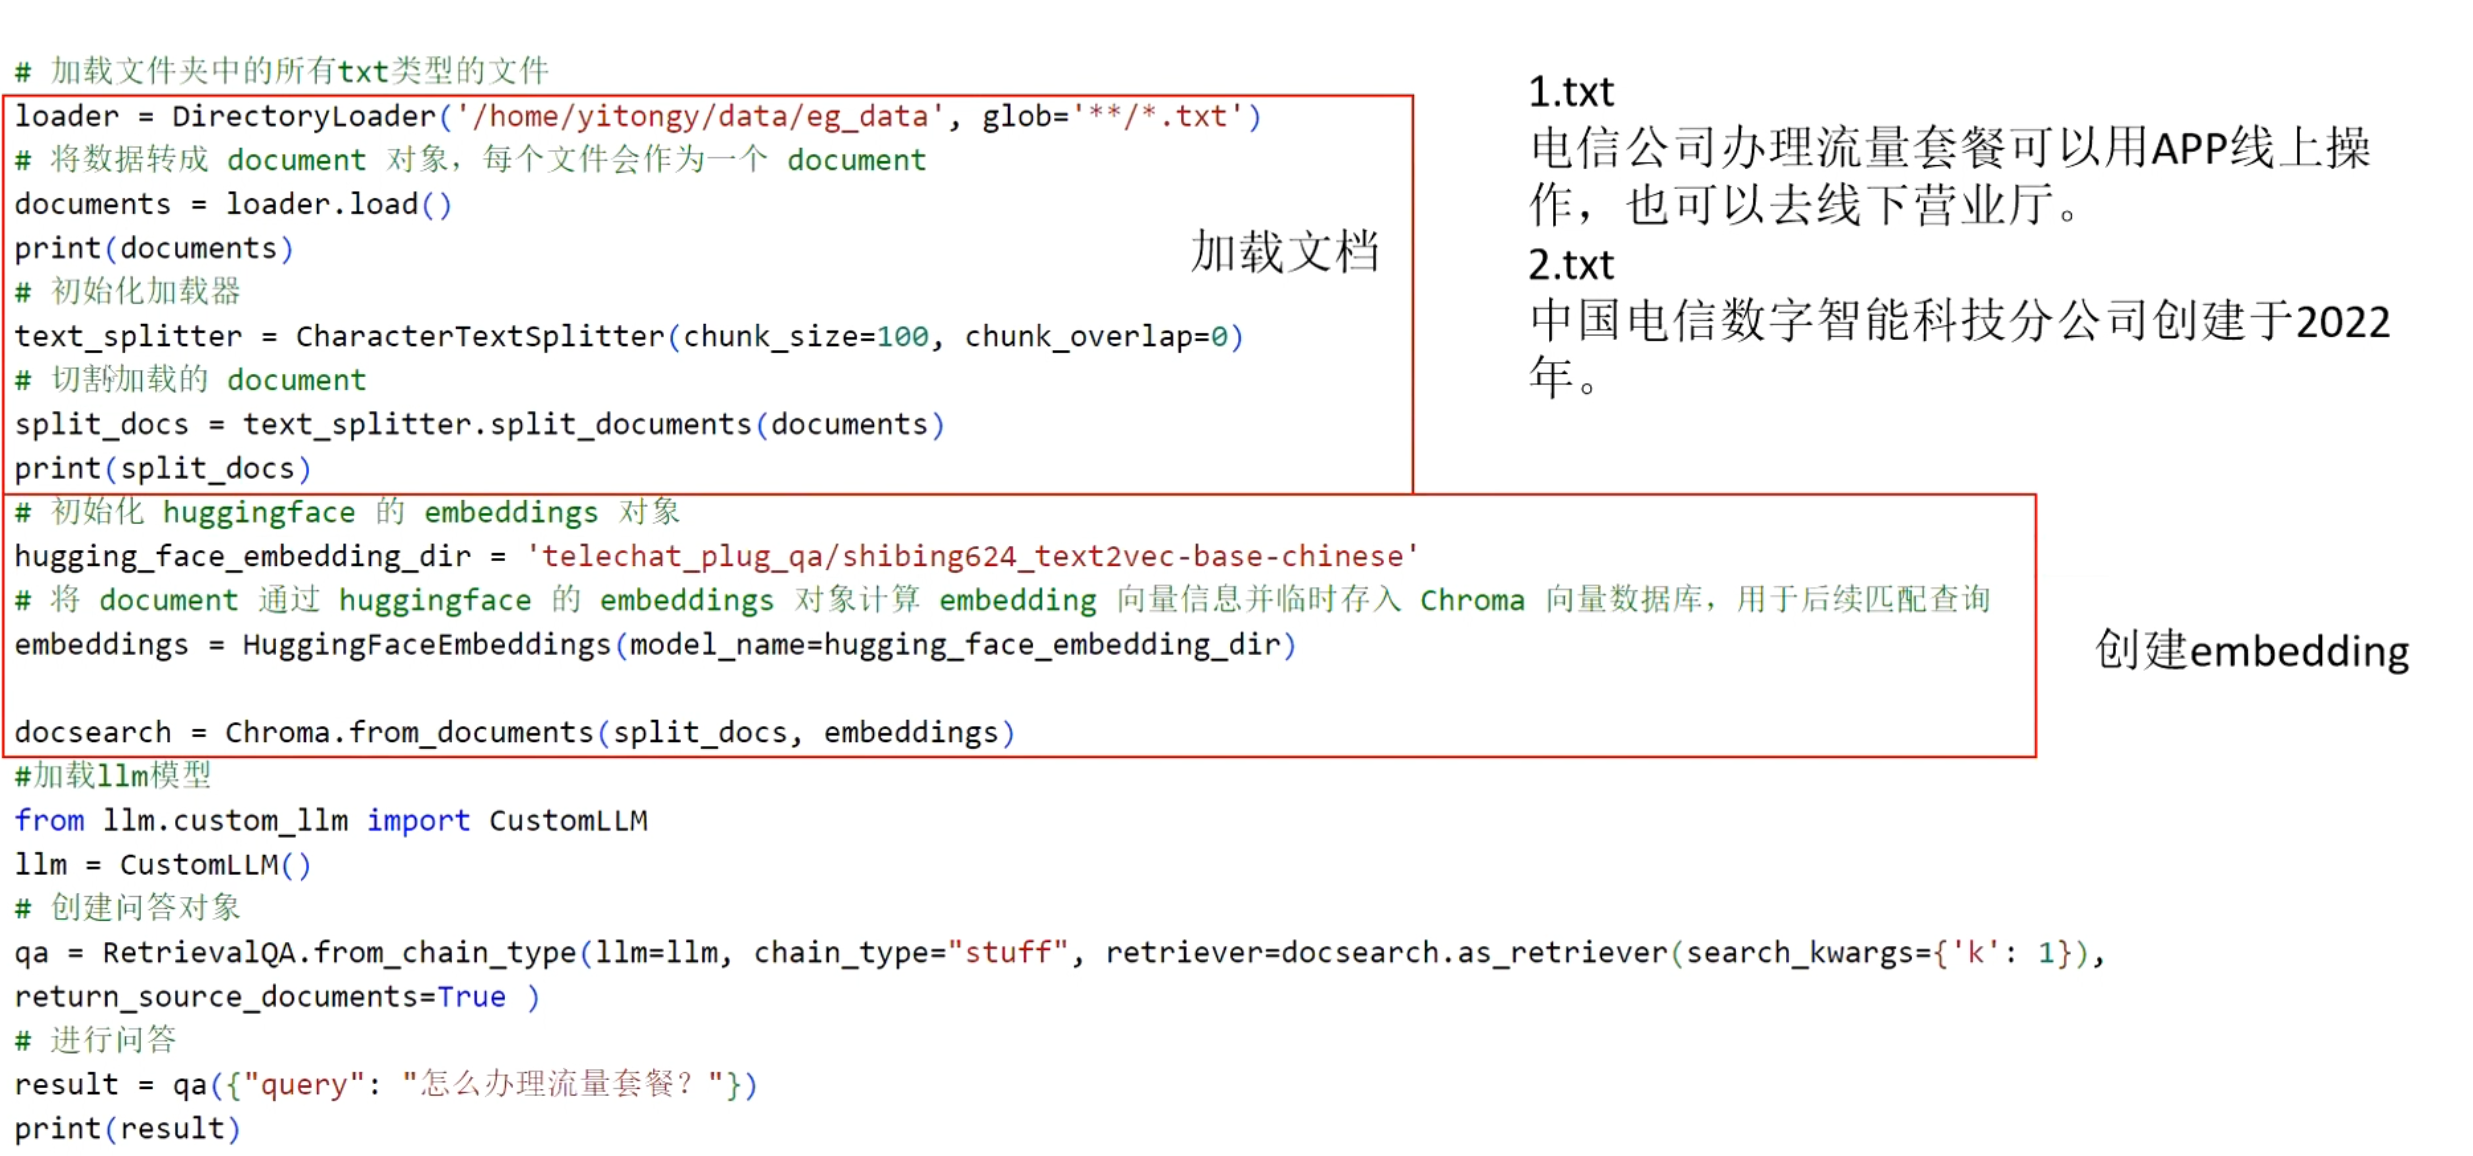 # 加载文件夹中的所有txt类型的文件
loader = DirectoryLoader('/home/yitongy/data/eg_data', glob='**/*.txt')
# 将数据转成 document 对象，每个文件会作为一个 document
documents = loader.load()
print(documents)
# 初始化加载器
text_splitter = CharacterTextSplitter(chunk_size=100, chunk_overlap=0)
# 切割加载的 document
split_docs = text_splitter.split_documents(documents)
print(split_docs)
加载文档
1.txt
电信公司办理流量套餐可以用APP线上操
作，也可以去线下营业厅。
2.txt
中国电信数字智能科技分公司创建于2022
年。
# 初始化 huggingface 的 embeddings 对象
hugging_face_embedding_dir = 'telechat_plug_qa/shibing624_text2vec-base-chinese'
# 将 document 通过 huggingface 的 embeddings 对象计算 embedding 向量信息并临时存入 Chroma 向量数据库，用于后续匹配查询
embeddings = HuggingFaceEmbeddings(model_name=hugging_face_embedding_dir)
docsearch = Chroma.from_documents(split_docs, embeddings)
创建embedding
#加载llm模型
from llm.custom_llm import CustomLLM
llm = CustomLLM()
# 创建问答对象
qa = RetrievalQA.from_chain_type(llm=llm, chain_type="stuff", retriever=docsearch.as_retriever(search_kwargs={'k': 1}),
return_source_documents=True )
# 进行问答
result = qa({"query": "怎么办理流量套餐？"})
print(result)